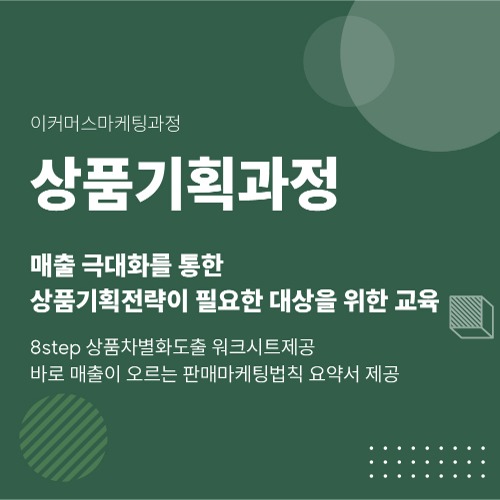 이커머스마케팅과정
상품기획과정
매출 극대화를 통한
상품기획전략이 필요한 대상을 위한 교육
8step 상품차별화도출 워크시트제공
바로 매출이 오르는 판매마케팅법칙 요약서 제공